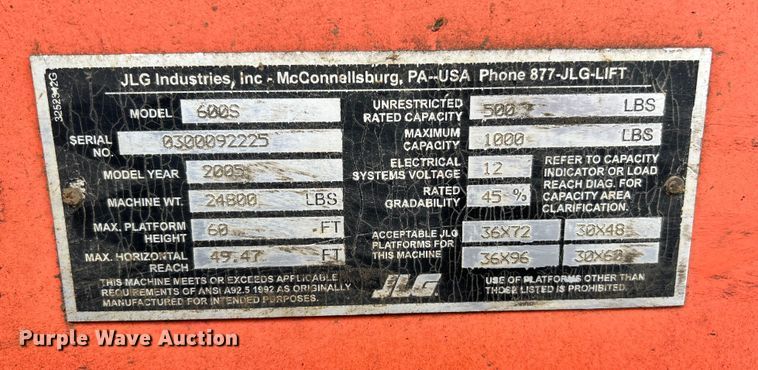 JLG Industries, Inc - McConnellsburg, PA--USA Phone 877-JLG-LIFT
3252342G
MODEL 600S
SERIAL NO. 0300092225
MODEL YEAR 2005
MACHINE WT. 24800 LBS
MAX. PLATFORM HEIGHT 60 FT
MAX. HORIZONTAL REACH 49.47 FT
THIS MACHINE MEETS OR EXCEEDS APPLICABLE
REQUIREMENTS OF ANSI A92.5 1992 AS ORIGINALLY
MANUFACTURED FOR INTENDED PURPOSES.
UNRESTRICTED
RATED CAPACITY 500 LBS
MAXIMUM
CAPACITY 1000 LBS
ELECTRICAL
SYSTEMS VOLTAGE 12
RATED
GRADABILITY 45 %
REFER TO CAPACITY
INDICATOR OR LOAD
REACH DIAG. FOR
CAPACITY AREA
CLARIFICATION.
ACCEPTABLE JLG
PLATFORMS FOR
THIS MACHINE
36X72 30X48
36X96 30X60
JLG
USE OF PLATFORMS OTHER THAN
THOSE LISTED IS PROHIBITED.
Purple Wave Auction